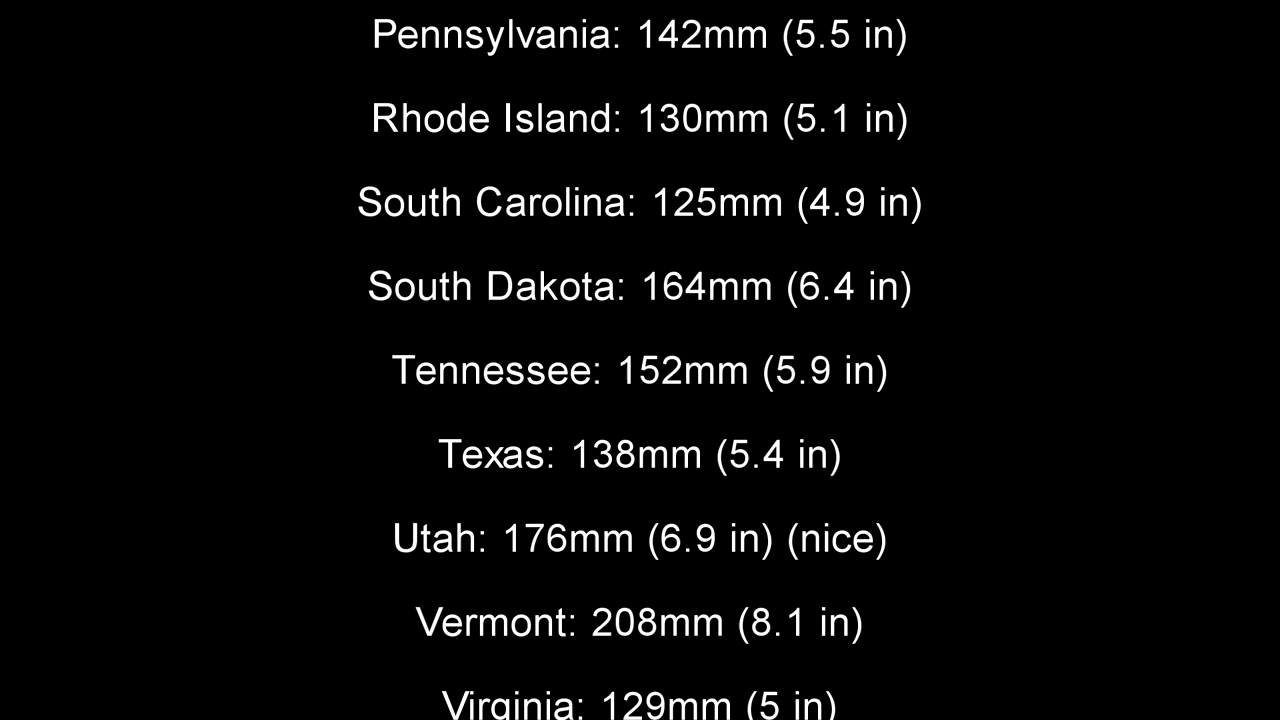 Pennsylvania: 142mm (5.5 in)
Rhode Island: 130mm (5.1 in)
South Carolina: 125mm (4.9 in)
South Dakota: 164mm (6.4 in)
Tennessee: 152mm (5.9 in)
Texas: 138mm (5.4 in)
Utah: 176mm (6.9 in) (nice)
Vermont: 208mm (8.1 in)
Virginia: 129mm (5 in)